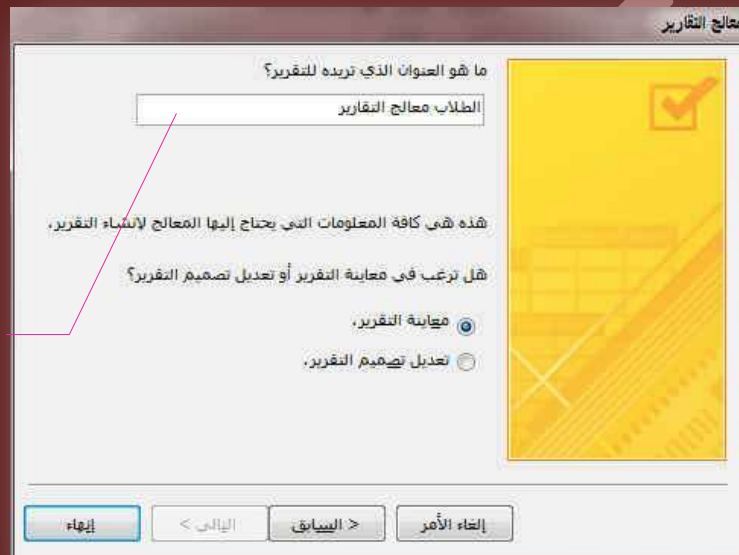 معالج التقارير
ما هو العنوان الذي تريده للتقرير؟
الطلاب معالج التقارير
هذه هي كافة المعلومات التي يحتاج إليها المعالج لإنشاء التقرير.
هل ترغب في معاينة التقرير أو تعديل تصميم التقرير؟
معاينة التقرير.
تعديل تصميم التقرير.
إلغاء الأمر
< السابق
التالي >
إنهاء